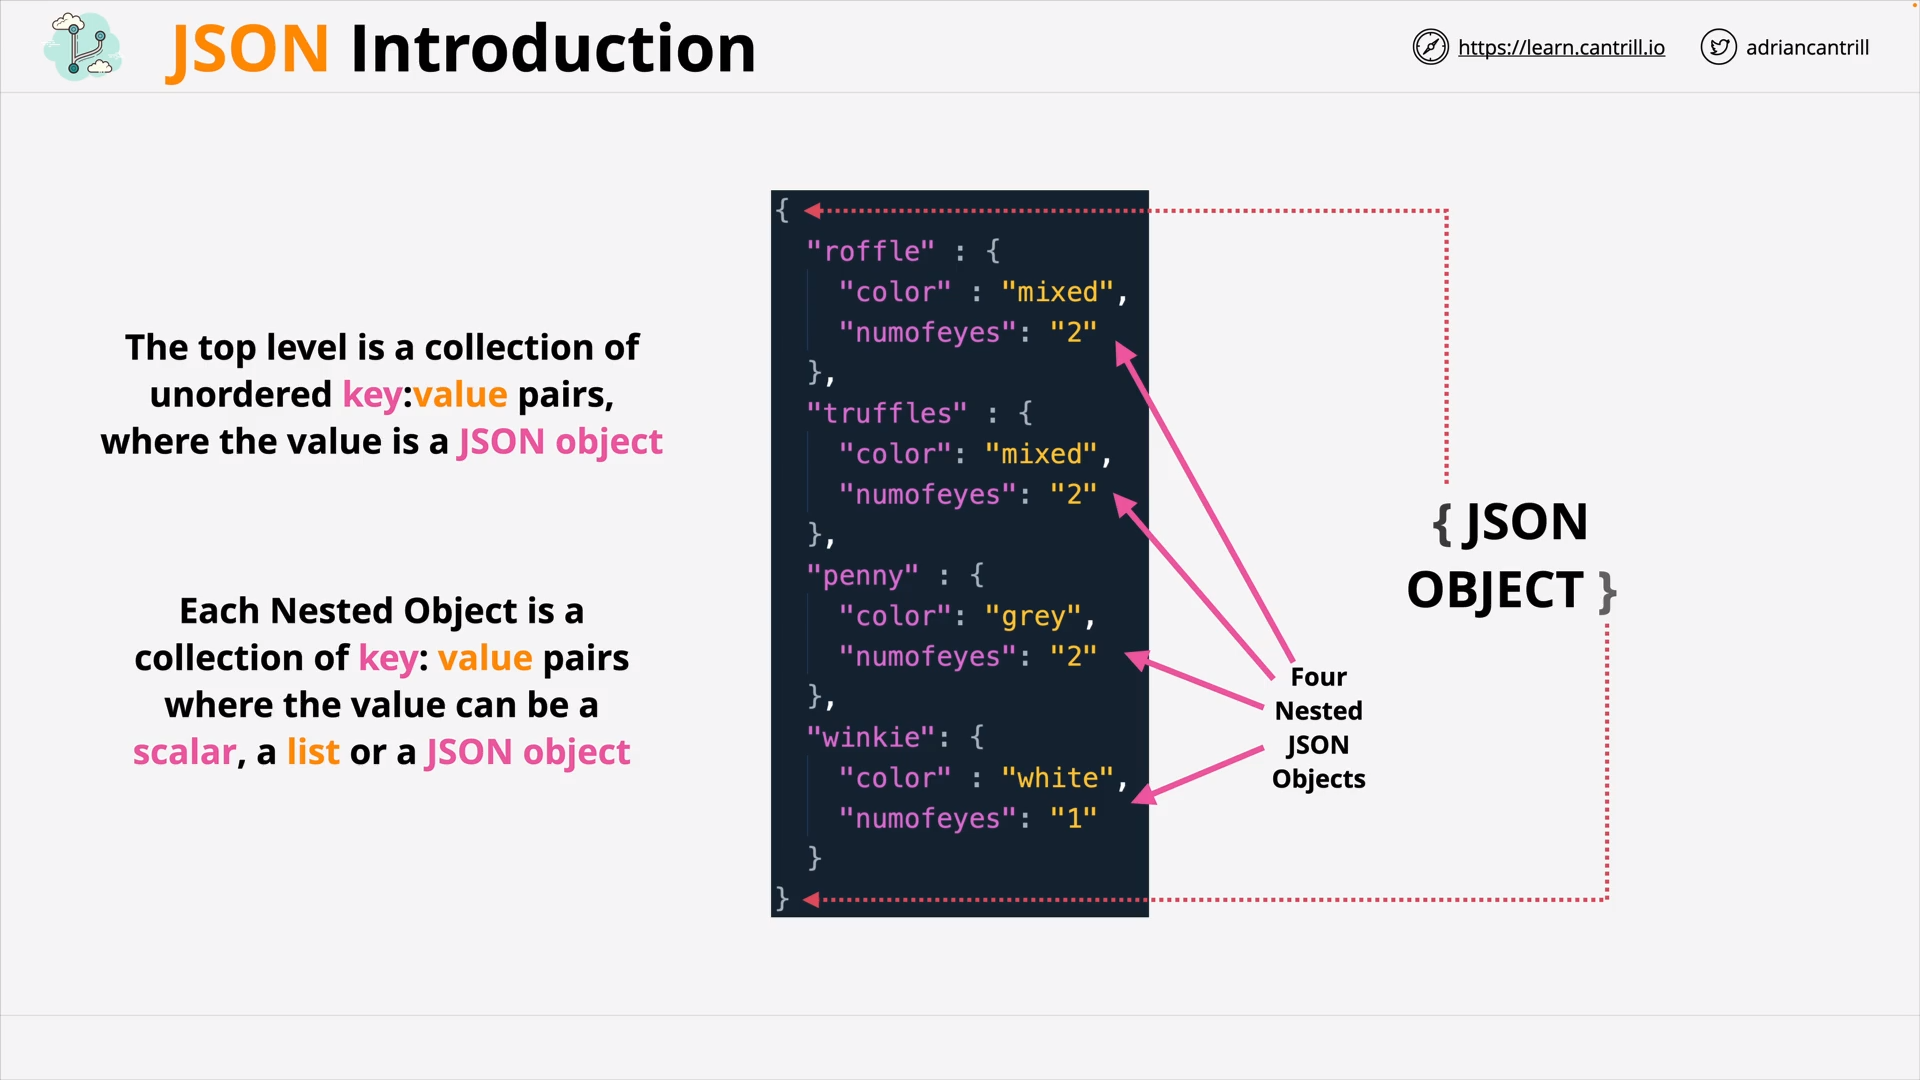 JSON Introduction
https://learn.cantrill.io
adriancantrill
The top level is a collection of
unordered key:value pairs,
where the value is a JSON object
Each Nested Object is a
collection of key: value pairs
where the value can be a
scalar, a list or a JSON object
{
"roffle" : {
"color" : "mixed",
"numofeyes": "2"
},
"truffles" : {
"color": "mixed",
"numofeyes": "2"
},
"penny" : {
"color": "grey",
"numofeyes": "2"
},
"winkie": {
"color" : "white",
"numofeyes": "1"
}
}
{ JSON
OBJECT }
Four
Nested
JSON
Objects